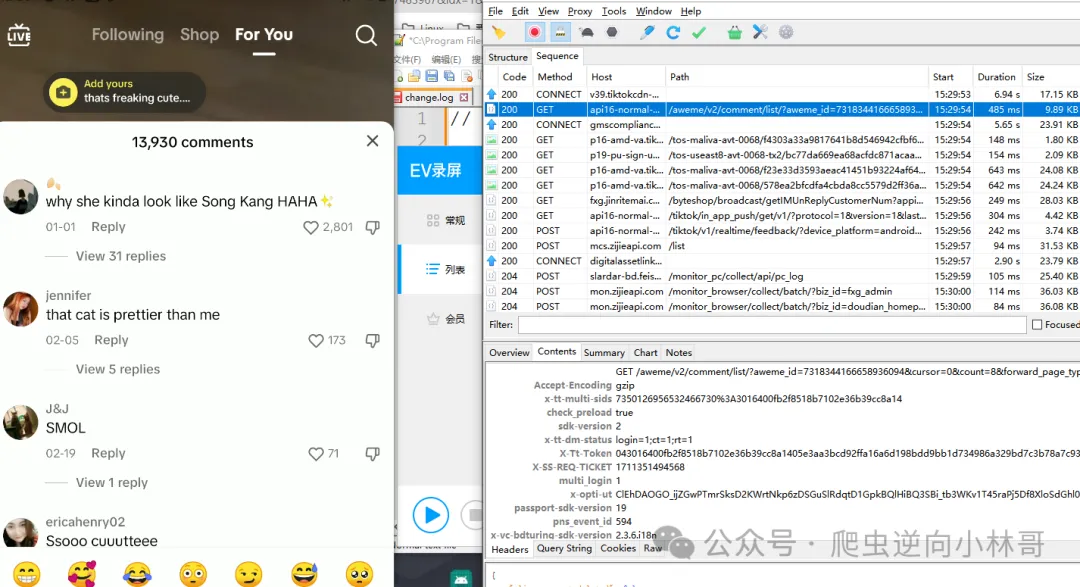 LIVE
Following Shop For You
Add yours
thats freaking cute....
13,930 comments
why she kinda look like Song Kang HAHA✨
01-01 Reply 2,801
View 31 replies
jennifer
that cat is prettier than me
02-05 Reply 173
View 5 replies
J&J
SMOL
02-19 Reply 71
View 1 reply
ericahenry02
Ssooo cuuutteee
*C:\Program File
文件(F) 编辑(E) 搜
change.log
1 //
2
EV录屏
常规
列表
会员
File Edit View Proxy Tools Window Help
Structure Sequence
Code Method Host Path Start Duration Size
200 CONNECT v39.tiktokcdn-... 15:29:53 6.94 s 17.15 KB
200 GET api16-normal-... /aweme/v2/comment/list/?aweme_id=731834416665893... 15:29:54 485 ms 9.89 KB
200 CONNECT gmscomplianc... 15:29:54 5.65 s 23.91 KB
200 GET p16-amd-va.tik... /tos-maliva-avt-0068/f4303a33a9817641b8d546942cfbf6... 15:29:54 148 ms 1.80 KB
200 GET p19-pu-sign-u... /tos-useast8-avt-0068-tx2/bc77da669ea68acfdc871acaa... 15:29:54 154 ms 2.09 KB
200 GET p16-amd-va.tik... /tos-maliva-avt-0068/f23e33d3593aeac41451b93224af64... 15:29:54 643 ms 24.08 KB
200 GET p16-amd-va.tik... /tos-maliva-avt-0068/578ea2bfcdfa4cbda8cc5579d2ff36a... 15:29:54 642 ms 24.24 KB
200 GET fxg.jinritemai.c... /byteshop/broadcast/getIMUnReplyCustomerNum?appi... 15:29:56 249 ms 28.03 KB
200 GET api16-normal-... /tiktok/in_app_push/get/v1/?protocol=1&version=1&last... 15:29:56 304 ms 4.42 KB
200 POST api16-normal-... /tiktok/v1/realtime/feedback/?device_platform=android... 15:29:56 242 ms 3.74 KB
200 POST mcs.zijieapi.com /list 15:29:57 94 ms 31.53 KB
200 CONNECT digitalassetlink... 15:29:57 2.90 s 23.79 KB
204 POST slardar-bd.feis... /monitor_pc/collect/api/pc_log 15:29:59 105 ms 25.40 KB
204 POST mon.zijieapi.com /monitor_browser/collect/batch/?biz_id=fxg_admin 15:30:00 114 ms 36.03 KB
204 POST mon.zijieapi.com /monitor_browser/collect/batch/?biz_id=doudian_homep... 15:30:00 84 ms 36.08 KB
Filter: Focused
Overview Contents Summary Chart Notes
GET /aweme/v2/comment/list/?aweme_id=7318344166658936094&cursor=0&count=8&forward_page_typ
Accept-Encoding gzip
x-tt-multi-sids 7350126956532466730%3A3016400fb2f8518b7102e36b39cc8a14
check_preload true
sdk-version 2
x-tt-dm-status login=1;ct=1;rt=1
X-Tt-Token 043016400fb2f8518b7102e36b39cc8a1405e3aa3bcd92ffa16a6d198bdd9bb1d734986a329bd7c3b78a7c93
X-SS-REQ-TICKET 1711351494568
multi_login 1
x-opti-ut
passport-sdk-version 19
pns_event_id 594
x-vc-bdturing-sdk-version 2.3.6.i18n
Headers Query String Cookies Raw
{
公众号 · 爬虫逆向小林哥